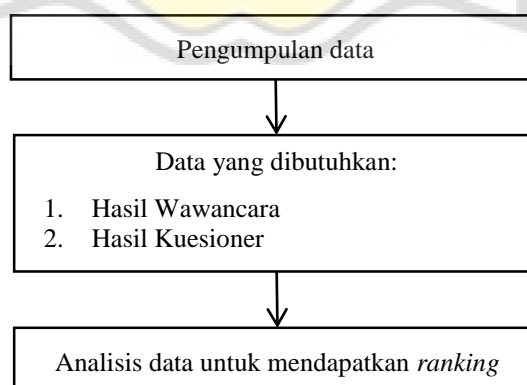 Pengumpulan data
Data yang dibutuhkan:
1. Hasil Wawancara
2. Hasil Kuesioner
Analisis data untuk mendapatkan ranking